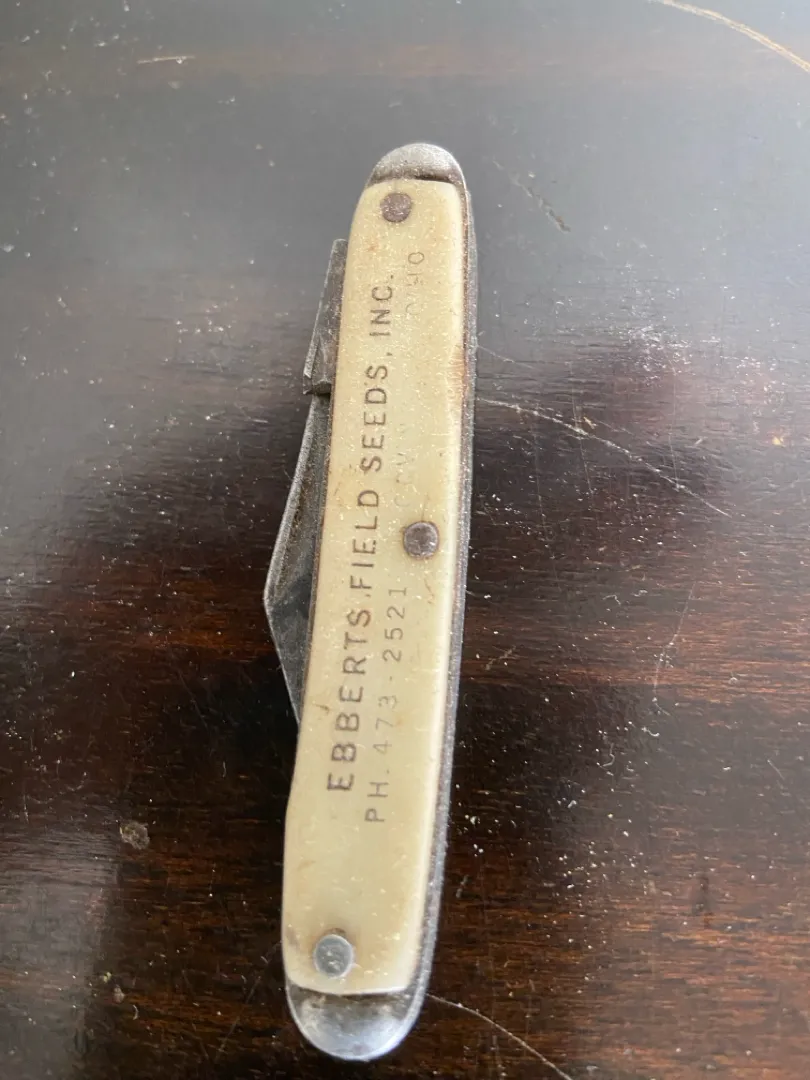 EBBERTS FIELD SEEDS, INC.
PH. 473-2521